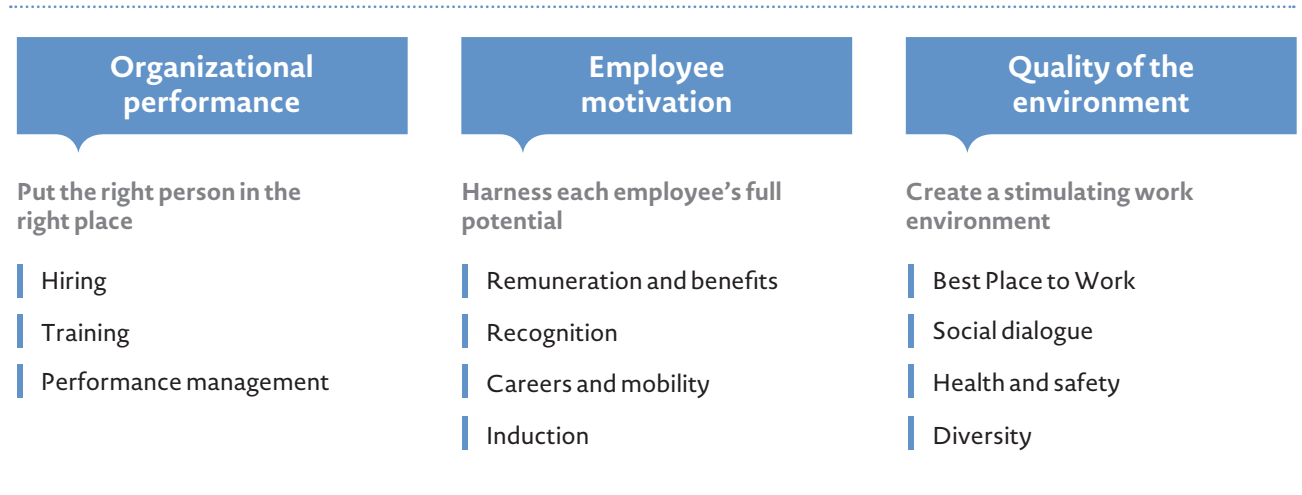 Organizational
performance
Put the right person in the
right place
Hiring
Training
Performance management
Employee
motivation
Harness each employee’s full
potential
Remuneration and benefits
Recognition
Careers and mobility
Induction
Quality of the
environment
Create a stimulating work
environment
Best Place to Work
Social dialogue
Health and safety
Diversity